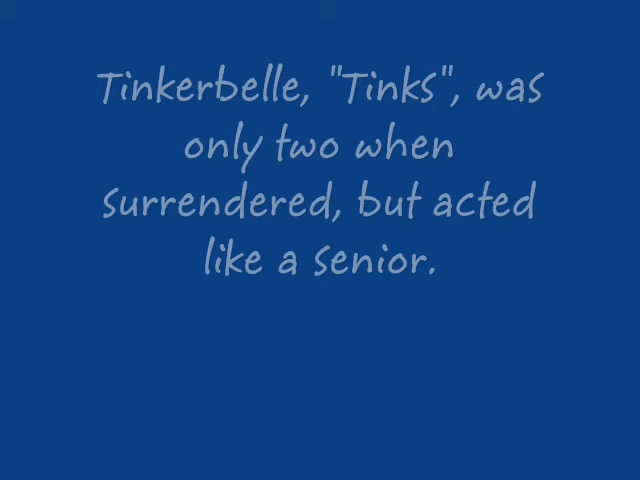 Tinkerbelle, "Tinks", was
only two when
surrendered, but acted
like a senior.